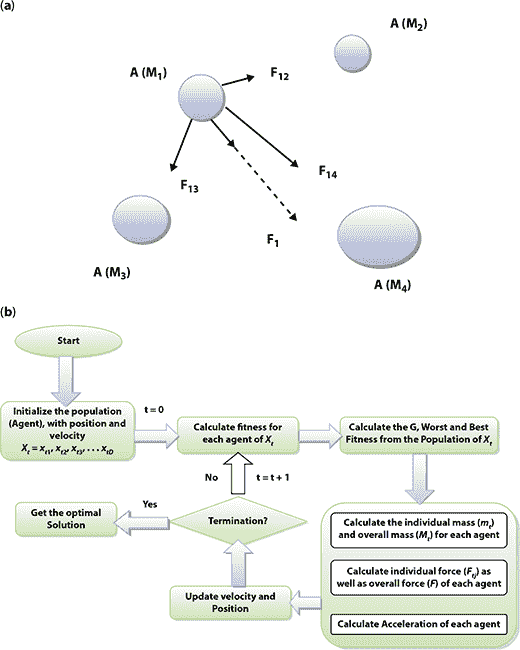 (a)
A (M2)
A (M1)
F12
F13
F14
F1
A (M3)
A (M4)
(b)
Start
Initialize the population
(Agent), with position and
velocity
Xt = xt1, xt2, xt3, . . . xtD
t = 0
Calculate fitness for
each agent of Xt
Calculate the G, Worst and Best
Fitness from the Population of Xt
No
t = t + 1
Get the optimal
Solution
Yes
Termination?
Calculate the individual mass (mt)
and overall mass (Mt) for each agent
Calculate individual force (Ftj) as
well as overall force (F) of each agent
Calculate Acceleration of each agent
Update velocity and
Position